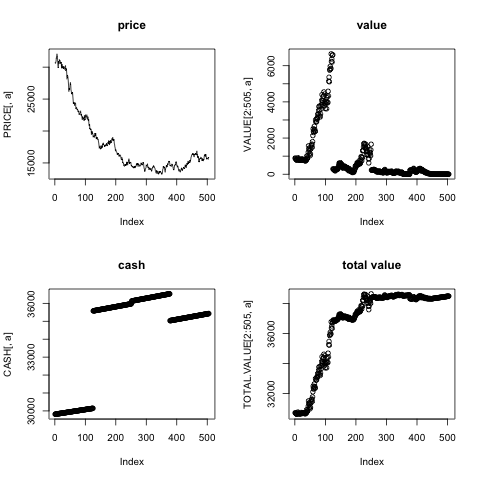 price
PRICE[, a]
15000
25000
0
100
200
300
400
500
Index
value
VALUE[2:505, a]
0
2000
4000
6000
0
100
200
300
400
500
Index
cash
CASH[, a]
30000
33000
36000
0
100
200
300
400
500
Index
total value
TOTAL.VALUE[2:505, a]
32000
36000
0
100
200
300
400
500
Index